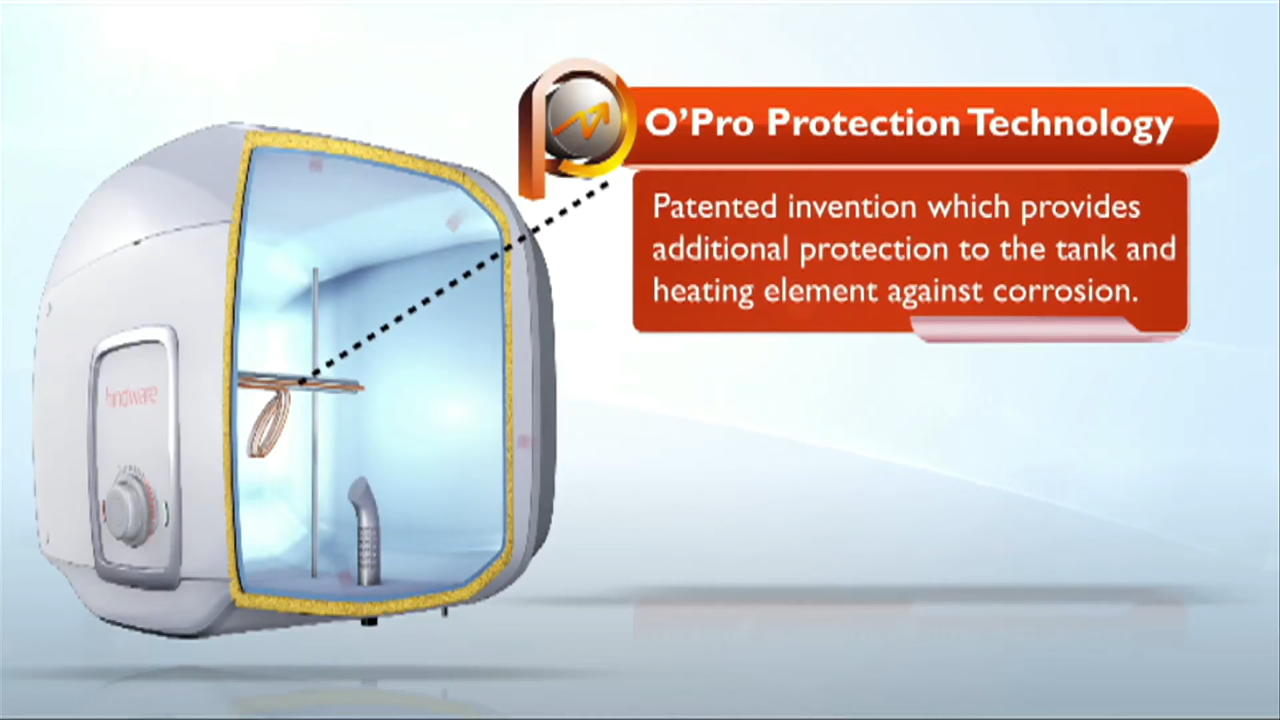 O'Pro Protection Technology
Patented invention which provides
additional protection to the tank and
heating element against corrosion.
hindware